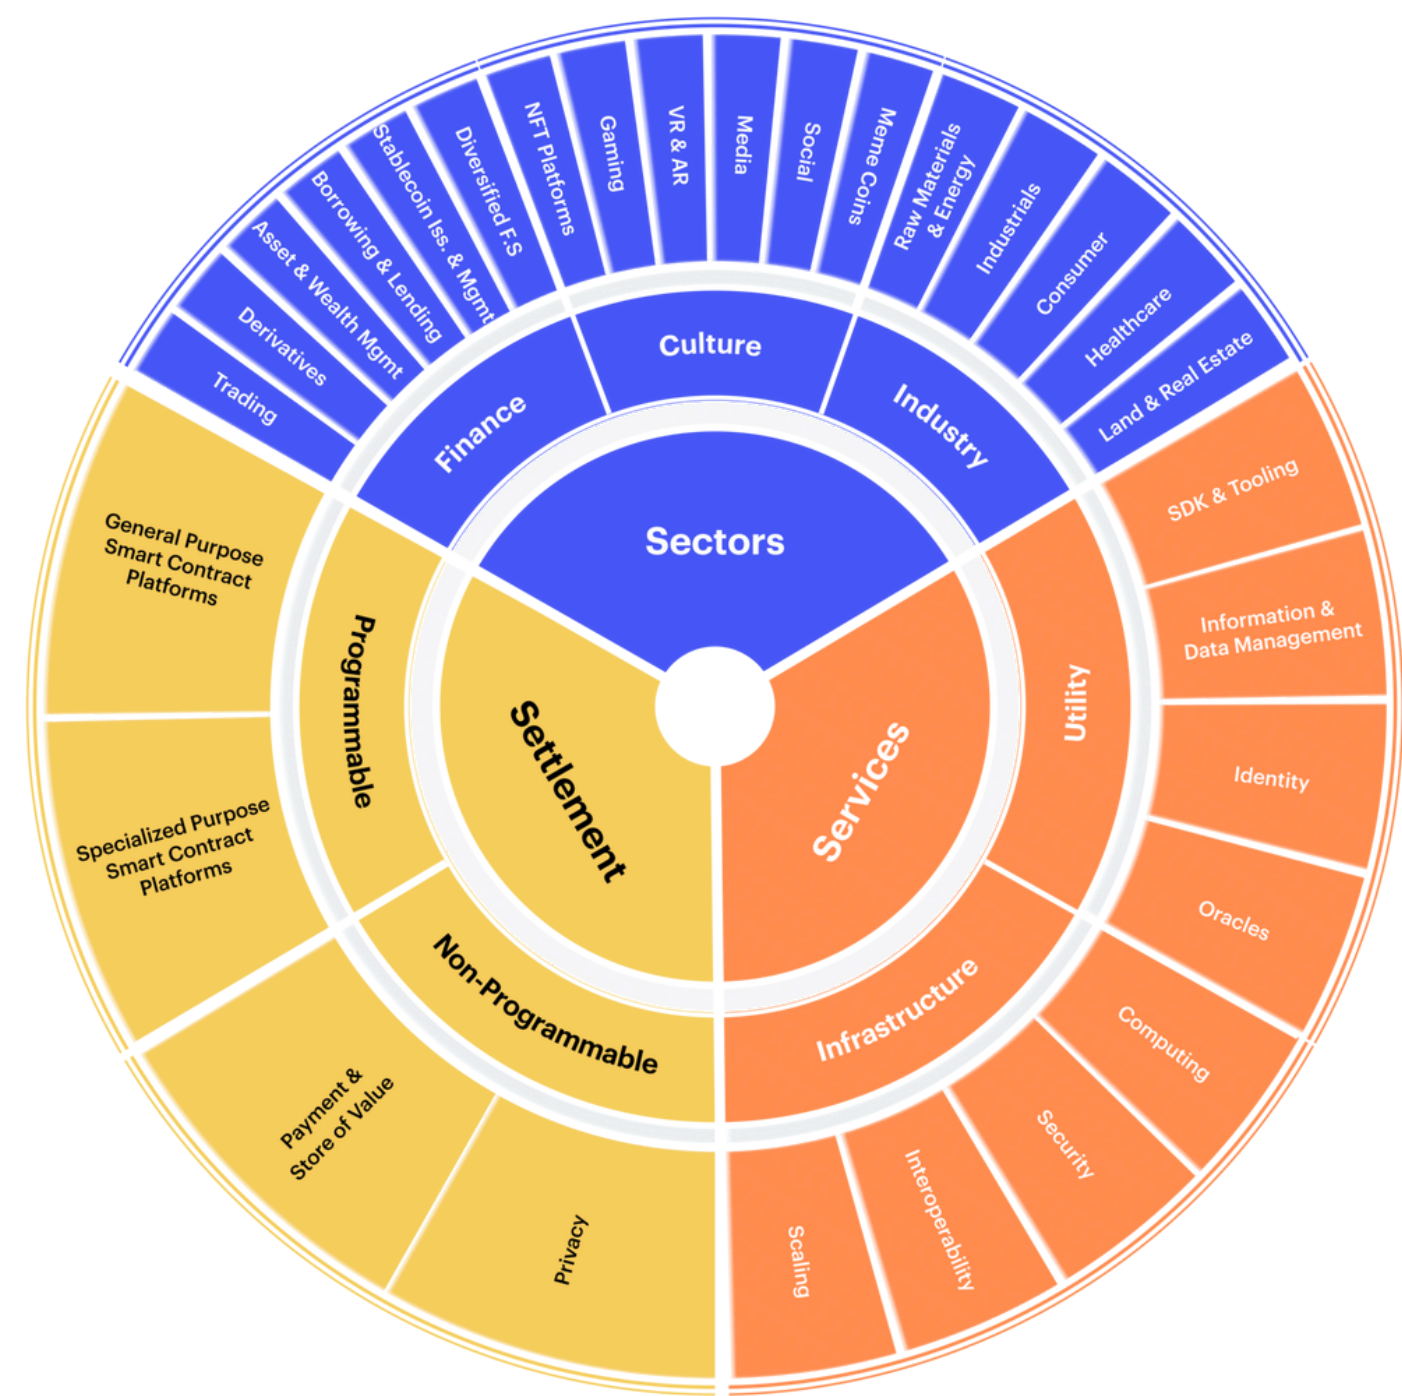 Sectors
Finance
Culture
Industry
Trading
Derivatives
Asset & Wealth Mgmt
Borrowing & Lending
Stablecoin Iss. & Mgmt
Diversified F.S
NFT Platforms
Gaming
VR & AR
Media
Social
Meme Coins
Raw Materials
& Energy
Industrials
Consumer
Healthcare
Land & Real Estate
Services
Utility
Infrastructure
SDK & Tooling
Information &
Data Management
Identity
Oracles
Computing
Security
Interoperability
Scaling
Settlement
Programmable
Non-Programmable
General Purpose
Smart Contract
Platforms
Specialized Purpose
Smart Contract
Platforms
Payment &
Store of Value
Privacy